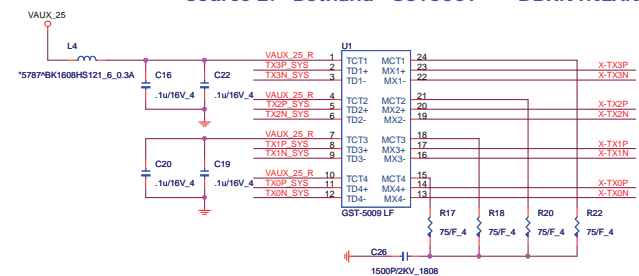 VAUX_25
L4
"5787^BK1608HS121_6_0.3A
C16
.1u/16V_4
C22
.1u/16V_4
C20
.1u/16V_4
C19
.1u/16V_4
U1
VAUX_25_R 1 TCT1 MCT1 24
TX3P_SYS 2 TD1+ MX1+ 23 X-TX3P
TX3N_SYS 3 TD1- MX1- 22 X-TX3N
VAUX_25_R 4 TCT2 MCT2 21
TX2P_SYS 5 TD2+ MX2+ 20 X-TX2P
TX2N_SYS 6 TD2- MX2- 19 X-TX2N
VAUX_25_R 7 TCT3 MCT3 18
TX1P_SYS 8 TD3+ MX3+ 17 X-TX1P
TX1N_SYS 9 TD3- MX3- 16 X-TX1N
VAUX_25_R 10 TCT4 MCT4 15
TX0P_SYS 11 TD4+ MX4+ 14 X-TX0P
TX0N_SYS 12 TD4- MX4- 13 X-TX0N
GST-5009 LF
R17
75/F_4
R18
75/F_4
R20
75/F_4
R22
75/F_4
C26
1500P/2KV_1808